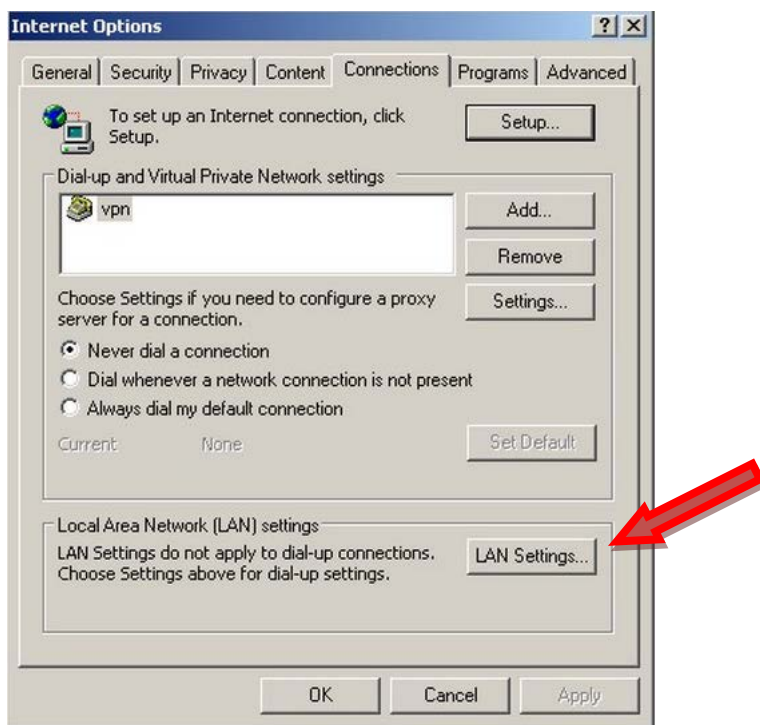 Internet Options
General Security Privacy Content Connections Programs Advanced
To set up an Internet connection, click
Setup.
Setup...
Dial-up and Virtual Private Network settings
vpn
Add...
Remove
Choose Settings if you need to configure a proxy
server for a connection.
Settings...
Never dial a connection
Dial whenever a network connection is not present
Always dial my default connection
Current None
Set Default
Local Area Network (LAN) settings
LAN Settings do not apply to dial-up connections.
Choose Settings above for dial-up settings.
LAN Settings...
OK Cancel Apply